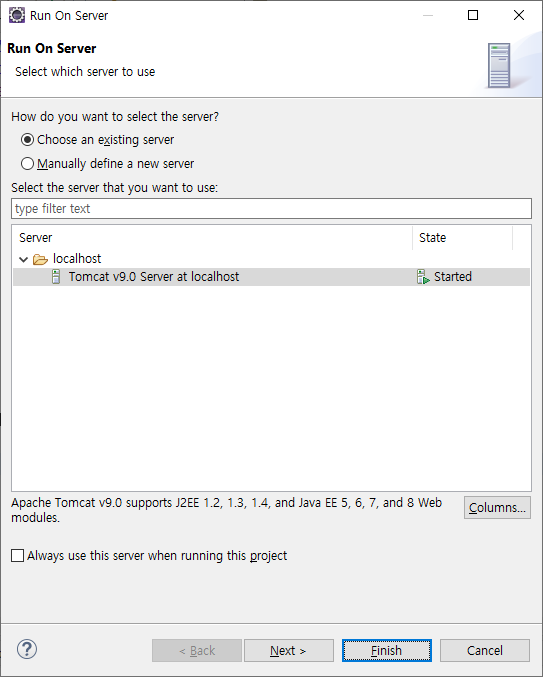 Run On Server
Run On Server
Select which server to use
How do you want to select the server?
Choose an existing server
Manually define a new server
Select the server that you want to use:
type filter text
Server State
localhost
Tomcat v9.0 Server at localhost Started
Apache Tomcat v9.0 supports J2EE 1.2, 1.3, 1.4, and Java EE 5, 6, 7, and 8 Web
modules.
Columns...
Always use this server when running this project
? < Back Next > Finish Cancel